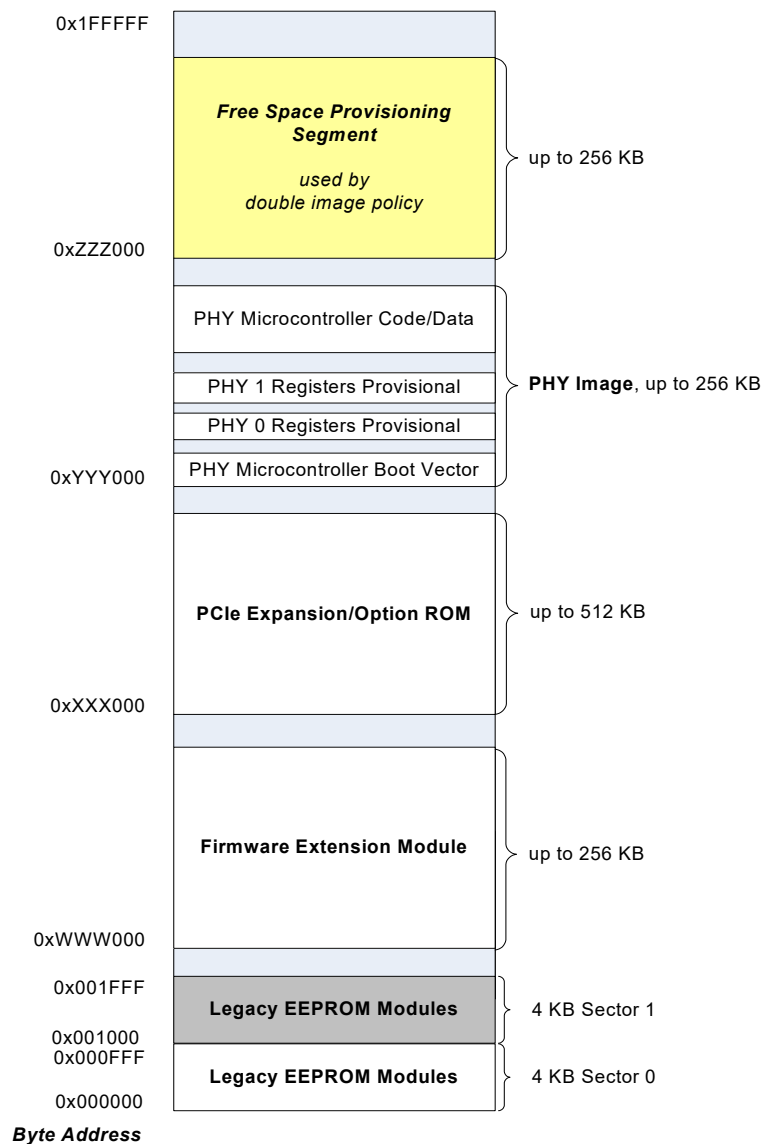 0x1FFFFF
Free Space Provisioning
Segment
used by
double image policy
up to 256 KB
0xZZZ000
PHY Microcontroller Code/Data
PHY 1 Registers Provisional
PHY Image, up to 256 KB
PHY 0 Registers Provisional
PHY Microcontroller Boot Vector
0xYYY000
PCIe Expansion/Option ROM
up to 512 KB
0xXXX000
Firmware Extension Module
up to 256 KB
0xWWW000
0x001FFF
Legacy EEPROM Modules
4 KB Sector 1
0x001000
0x000FFF
Legacy EEPROM Modules
4 KB Sector 0
0x000000
Byte Address